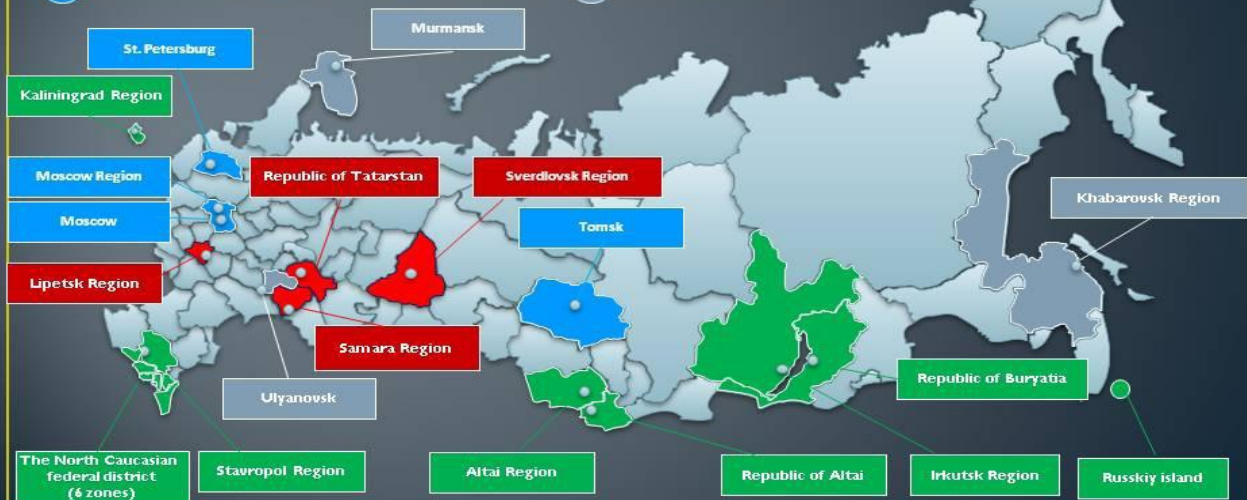 Murmansk
St. Petersburg
Kaliningrad Region
Moscow Region
Republic of Tatarstan
Sverdlovsk Region
Khabarovsk Region
Moscow
Tomsk
Lipetsk Region
Samara Region
Republic of Buryatia
Ulyanovsk
The North Caucasian
federal district
(6 zones)
Stavropol Region
Altai Region
Republic of Altai
Irkutsk Region
Russkiy island